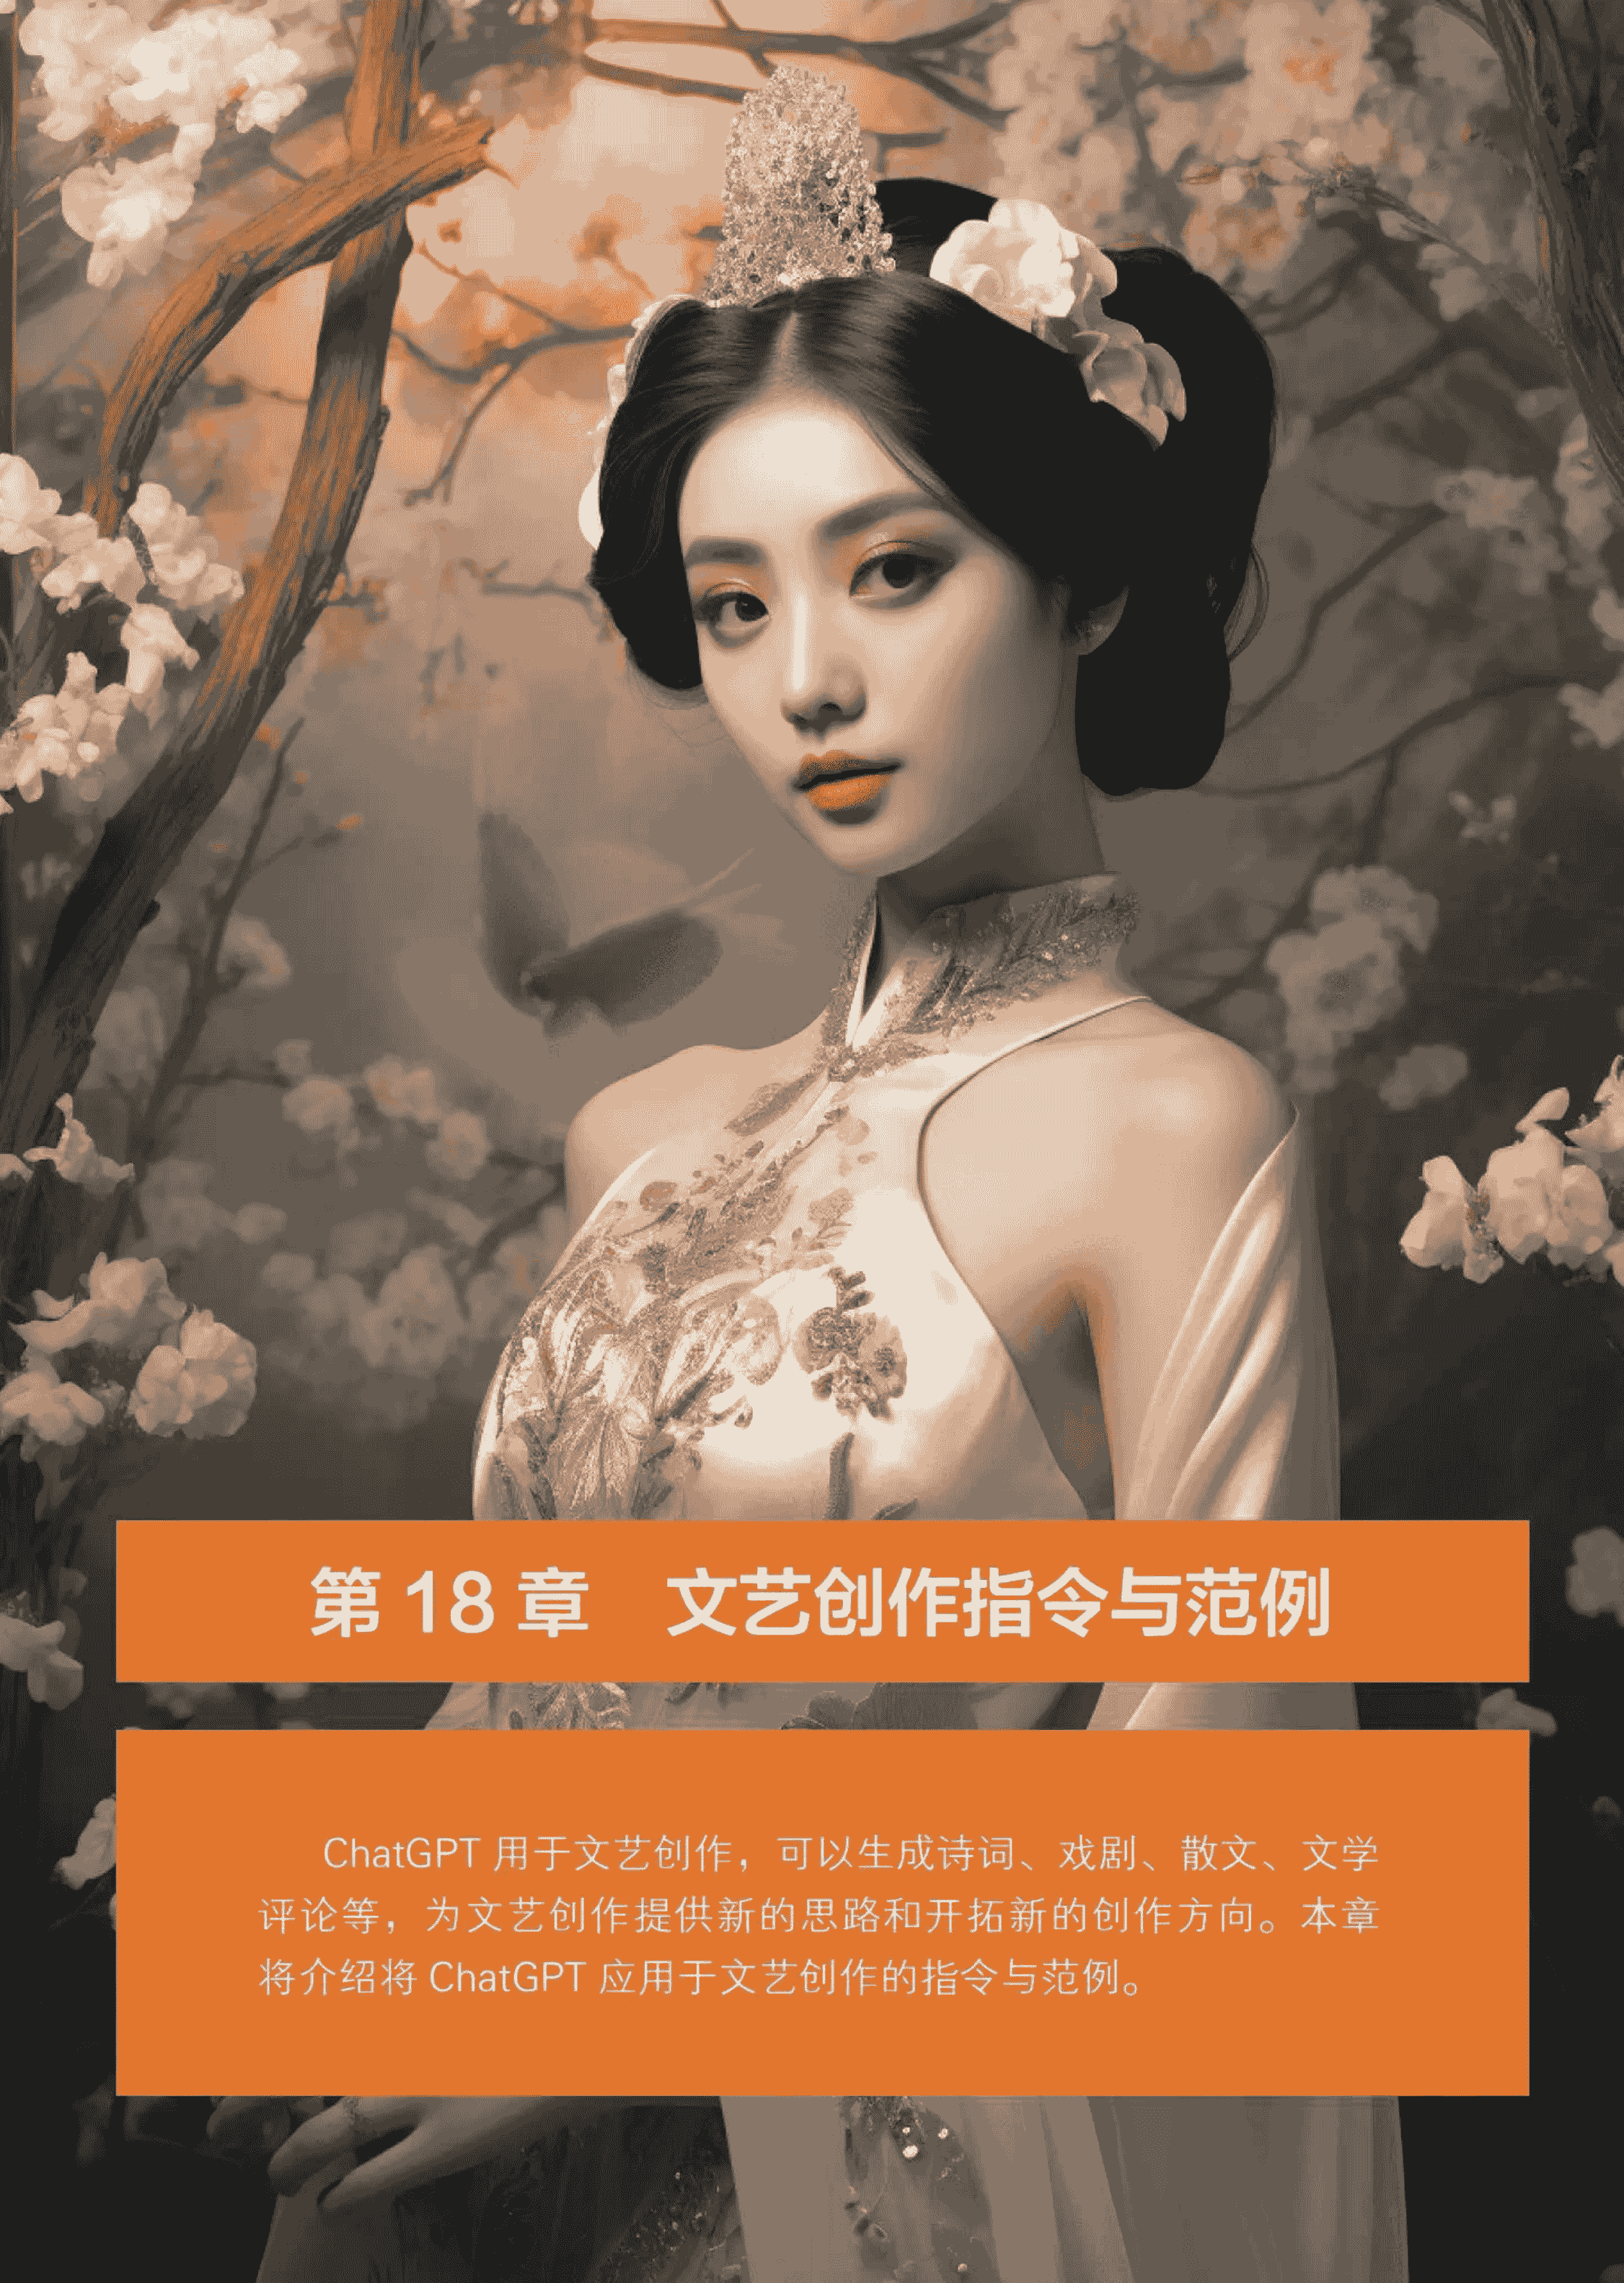 第 18 章　文艺创作指令与范例
ChatGPT 用于文艺创作，可以生成诗词、戏剧、散文、文学
评论等，为文艺创作提供新的思路和开拓新的创作方向。本章
将介绍将 ChatGPT 应用于文艺创作的指令与范例。